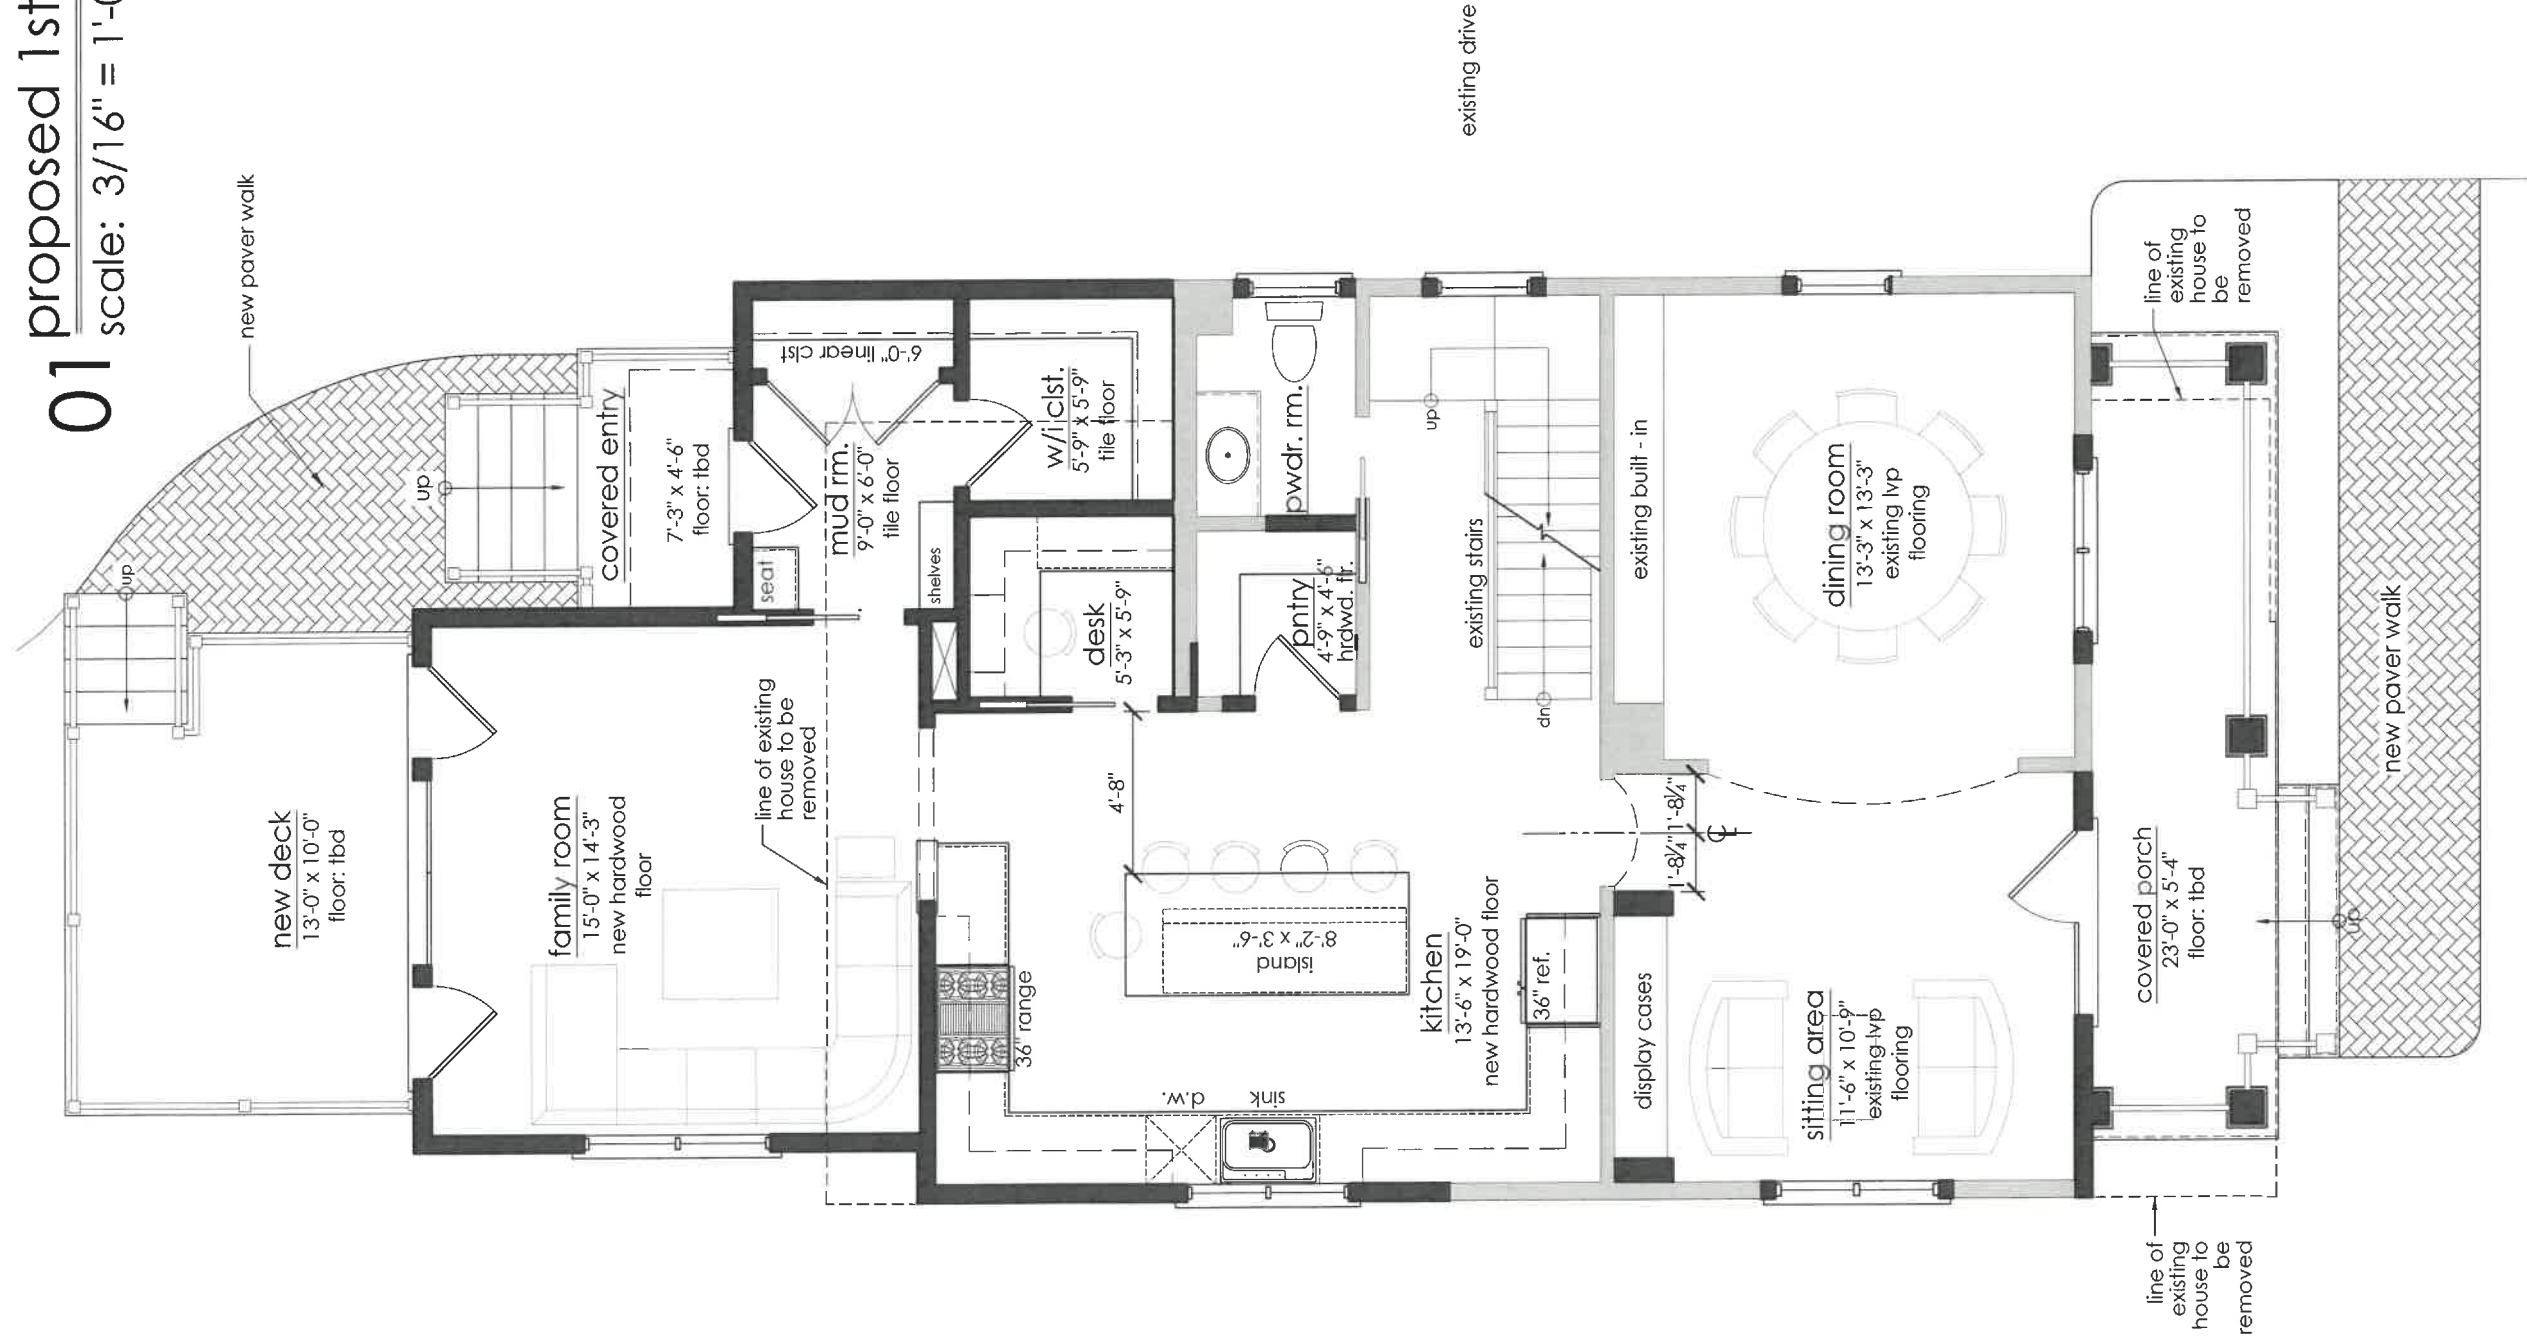 01
proposed 1st
scale: 3/16" = 1'-0
new paver walk
existing drive
up
up
covered entry
7'-3" x 4'-6"
floor: tbd
6'-0" linear clst
mud rm.
9'-0" x 6'-0"
tile floor
seat
shelves
w/i clst.
5'-9" x 5'-9"
tile floor
powdr. rm.
up
existing stairs
dn
existing built - in
dining room
13'-3" x 13'-3"
existing lvp
flooring
line of
existing
house to
be
removed
desk
5'-3" x 5'-9"
pntry
4'-9" x 4'-6"
hrdwd. flr.
new deck
13'-0" x 10'-0"
floor: tbd
family room
15'-0" x 14'-3"
new hardwood
floor
line of existing
house to be
removed
4'-8"
1'-8¼"
1'-8¼"
CL
island
8'-2" x 3'-6"
36" range
kitchen
13'-6" x 19'-0"
new hardwood floor
36" ref.
d.w.
sink
display cases
sitting area
11'-6" x 10'-9"
existing lvp
flooring
covered porch
23'-0" x 5'-4"
floor: tbd
up
new paver walk
line of
existing
house to
be
removed